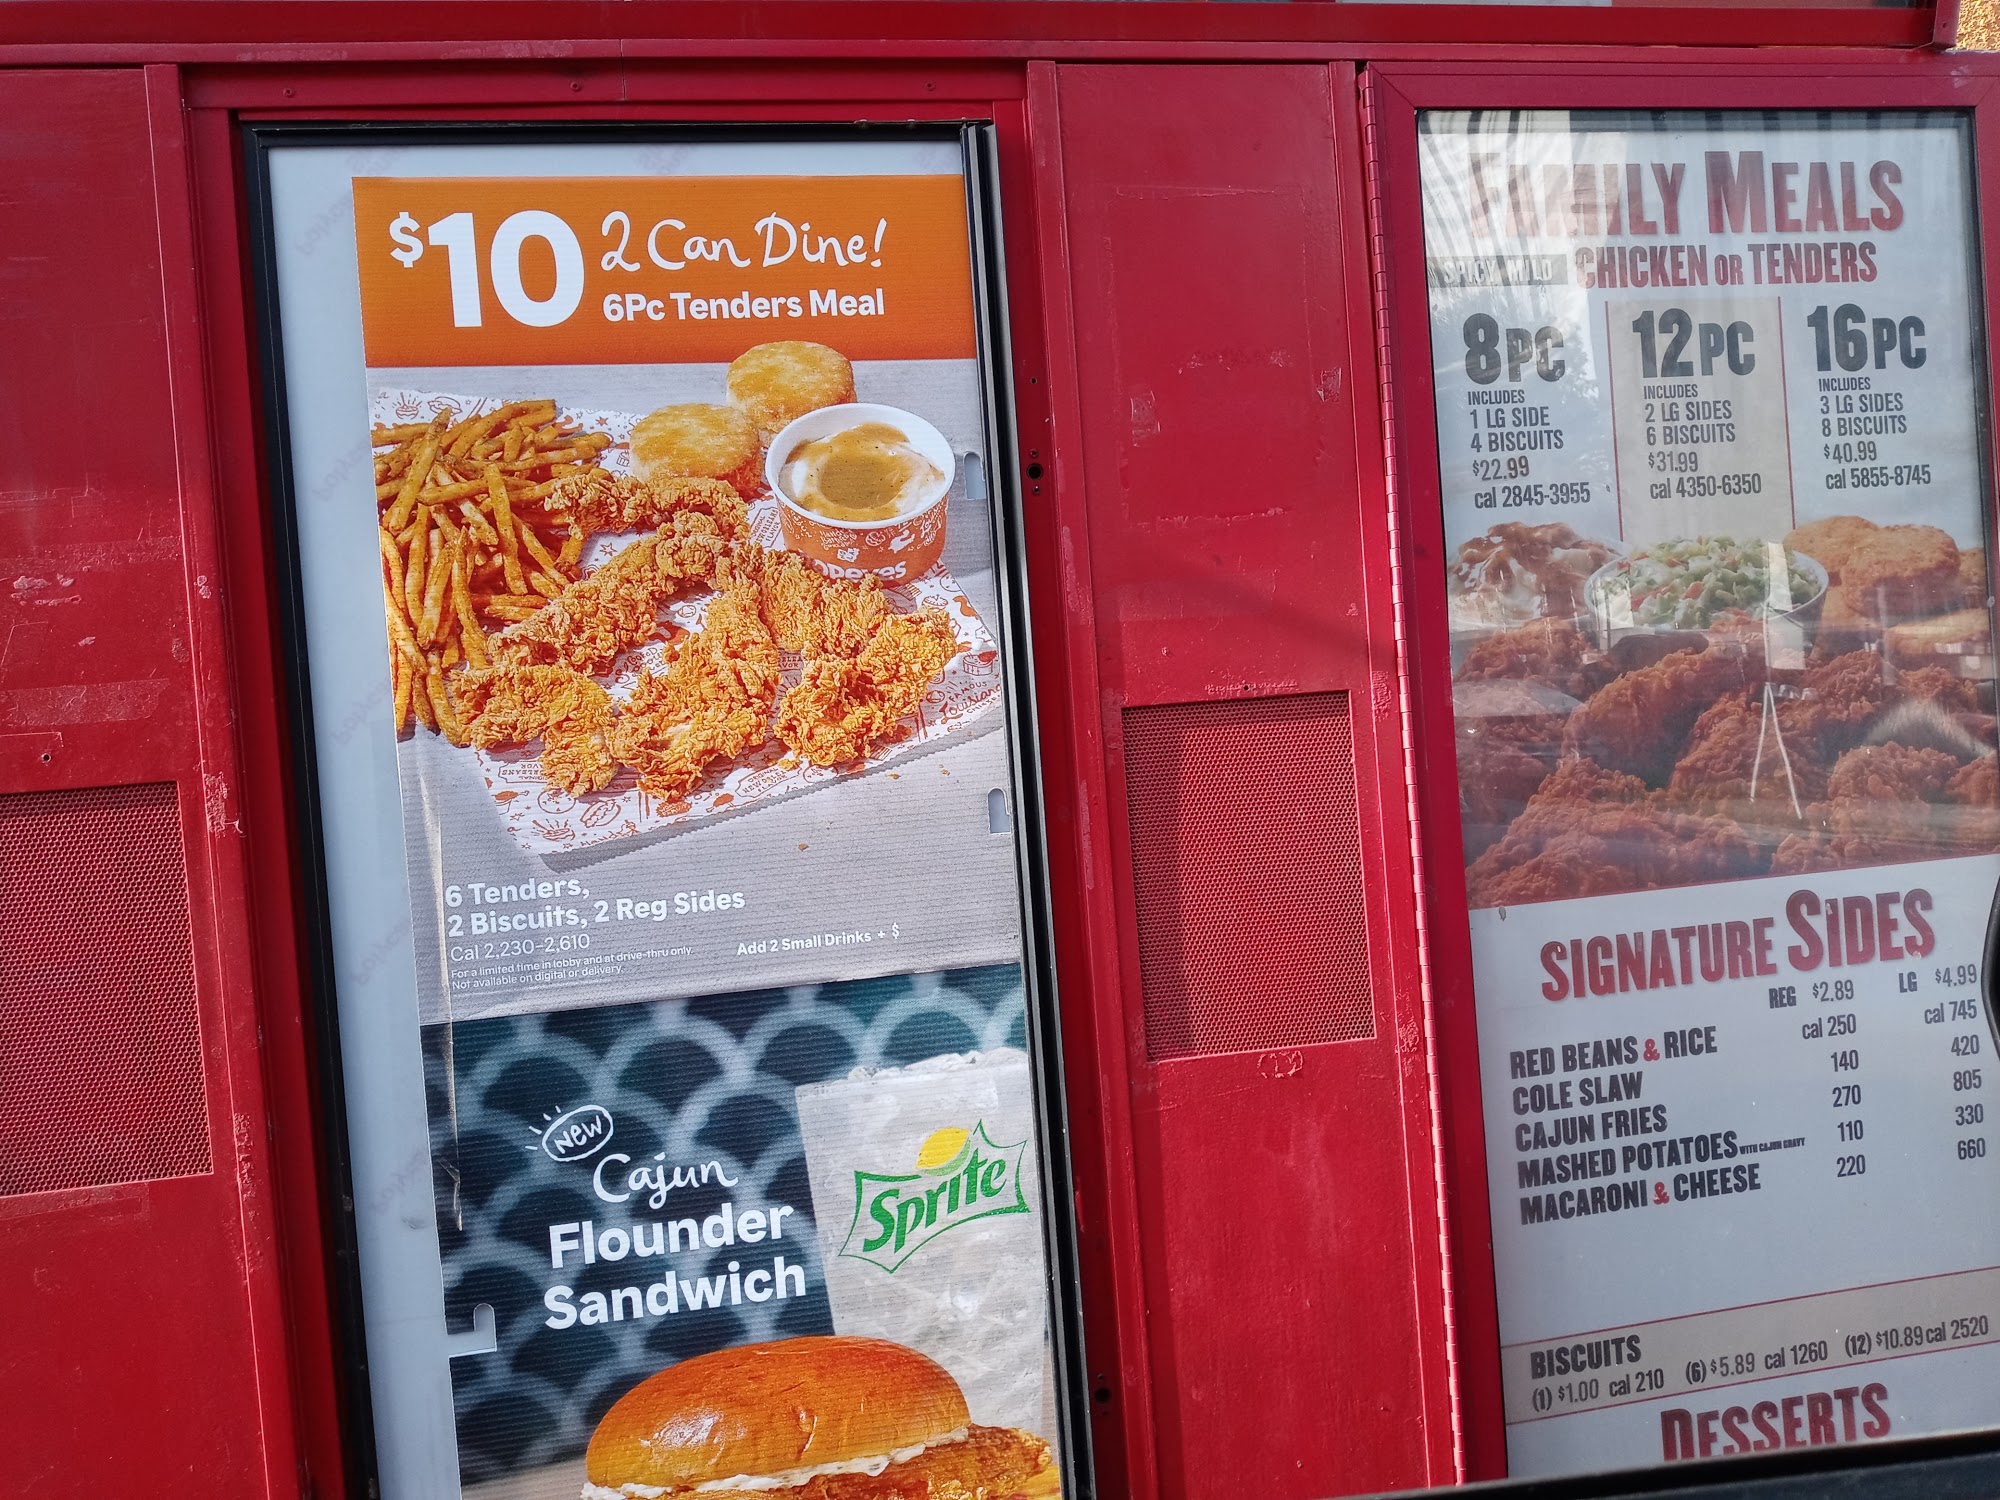 $10 2 Can Dine!
6Pc Tenders Meal
POPEYES
6 Tenders,
2 Biscuits, 2 Reg Sides
Cal 2,230-2,610
Add 2 Small Drinks + $
For a limited time in lobby and at drive-thru only.
Not available on digital or delivery.
NEW
Cajun
Flounder
Sandwich
Sprite
FAMILY MEALS
SPICY MILD CHICKEN OR TENDERS
8PC
INCLUDES
1 LG SIDE
4 BISCUITS
$22.99
cal 2845-3955
12PC
INCLUDES
2 LG SIDES
6 BISCUITS
$31.99
cal 4350-6350
16PC
INCLUDES
3 LG SIDES
8 BISCUITS
$40.99
cal 5855-8745
SIGNATURE SIDES
REG $2.89 LG $4.99
RED BEANS & RICE cal 250 cal 745
COLE SLAW 140 420
CAJUN FRIES 270 805
MASHED POTATOES WITH CAJUN GRAVY 110 330
MACARONI & CHEESE 220 660
BISCUITS
(1) $1.00 cal 210 (6) $5.89 cal 1260 (12) $10.89 cal 2520
DESSERTS